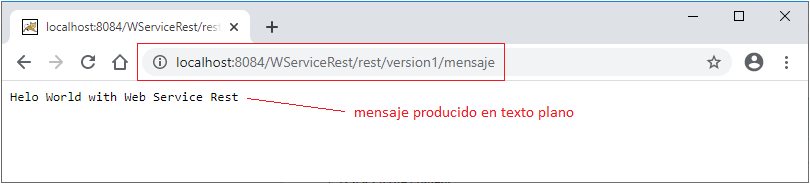 localhost:8084/WServiceRest/rest
localhost:8084/WServiceRest/rest/version1/mensaje
Helo World with Web Service Rest
mensaje producido en texto plano